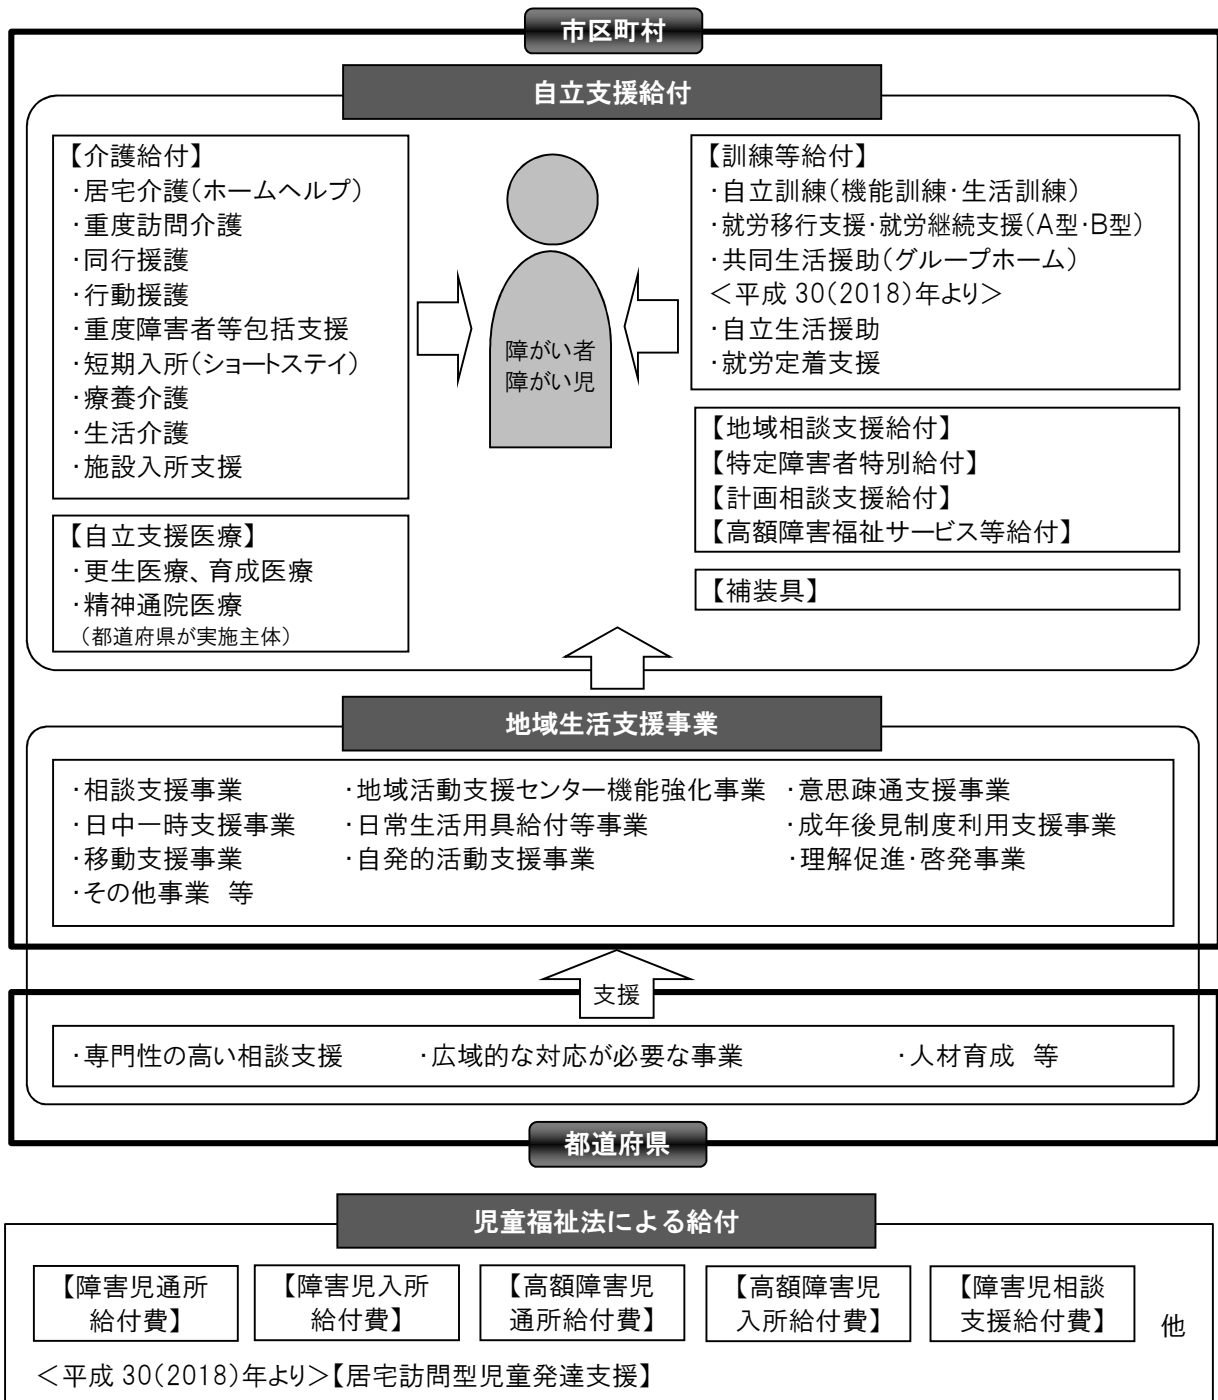 市区町村
自立支援給付
【介護給付】
・居宅介護（ホームヘルプ）
・重度訪問介護
・同行援護
・行動援護
・重度障害者等包括支援
・短期入所（ショートステイ）
・療養介護
・生活介護
・施設入所支援
【自立支援医療】
・更生医療、育成医療
・精神通院医療
（都道府県が実施主体）
障がい者
障がい児
【訓練等給付】
・自立訓練（機能訓練・生活訓練）
・就労移行支援・就労継続支援（A型・B型）
・共同生活援助（グループホーム）
＜平成 30（2018）年より＞
・自立生活援助
・就労定着支援
【地域相談支援給付】
【特定障害者特別給付】
【計画相談支援給付】
【高額障害福祉サービス等給付】
【補装具】
地域生活支援事業
・相談支援事業 ・地域活動支援センター機能強化事業 ・意思疎通支援事業
・日中一時支援事業 ・日常生活用具給付等事業 ・成年後見制度利用支援事業
・移動支援事業 ・自発的活動支援事業 ・理解促進・啓発事業
・その他事業 等
支援
・専門性の高い相談支援 ・広域的な対応が必要な事業 ・人材育成 等
都道府県
児童福祉法による給付
【障害児通所
給付費】
【障害児入所
給付費】
【高額障害児
通所給付費】
【高額障害児
入所給付費】
【障害児相談
支援給付費】
他
＜平成 30（2018）年より＞【居宅訪問型児童発達支援】